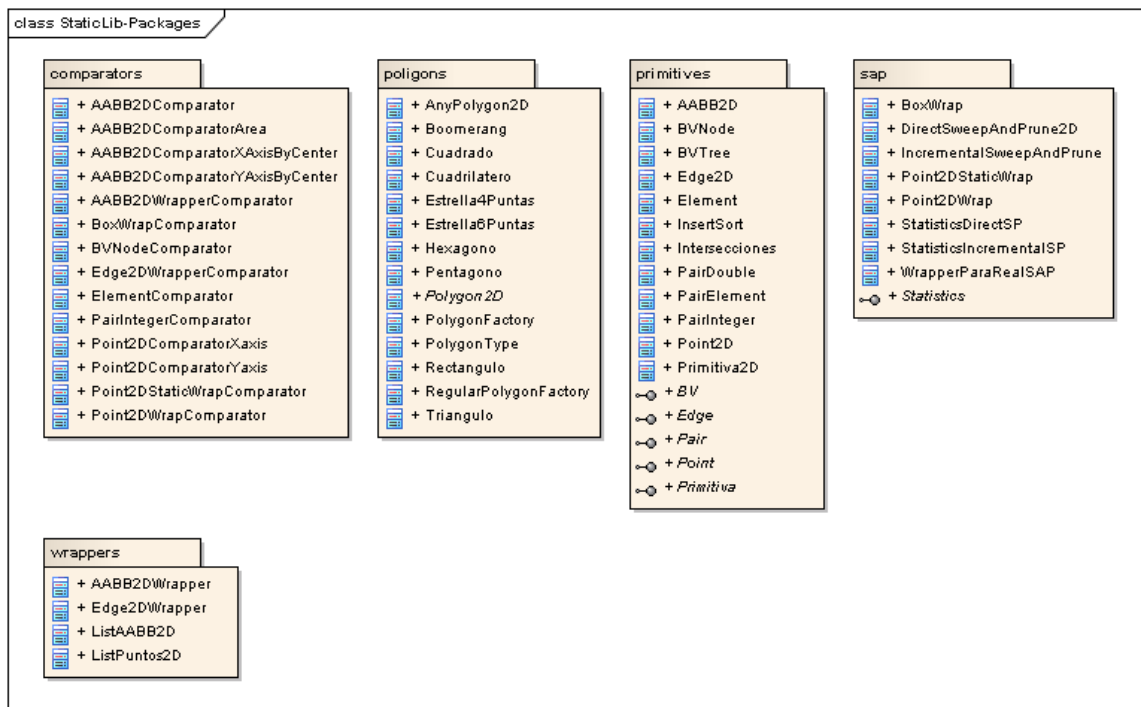 class StaticLib-Packages
comparators
+ AABB2DComparator
+ AABB2DComparatorArea
+ AABB2DComparatorXAxisByCenter
+ AABB2DComparatorYAxisByCenter
+ AABB2DWrapperComparator
+ BoxWrapComparator
+ BVNodeComparator
+ Edge2DWrapperComparator
+ ElementComparator
+ PairIntegerComparator
+ Point2DComparatorXaxis
+ Point2DComparatorYaxis
+ Point2DStaticWrapComparator
+ Point2DWrapComparator
poligons
+ AnyPolygon2D
+ Boomerang
+ Cuadrado
+ Cuadrilatero
+ Estrella4Puntas
+ Estrella6Puntas
+ Hexagono
+ Pentagono
+ Polygon2D
+ PolygonFactory
+ PolygonType
+ Rectangulo
+ RegularPolygonFactory
+ Triangulo
primitives
+ AABB2D
+ BVNode
+ BVTree
+ Edge2D
+ Element
+ InsertSort
+ Intersecciones
+ PairDouble
+ PairElement
+ PairInteger
+ Point2D
+ Primitiva2D
+ BV
+ Edge
+ Pair
+ Point
+ Primitiva
sap
+ BoxWrap
+ DirectSweepAndPrune2D
+ IncrementalSweepAndPrune
+ Point2DStaticWrap
+ Point2DWrap
+ StatisticsDirectSP
+ StatisticsIncrementalSP
+ WrapperParaRealSAP
+ Statistics
wrappers
+ AABB2DWrapper
+ Edge2DWrapper
+ ListAABB2D
+ ListPuntos2D